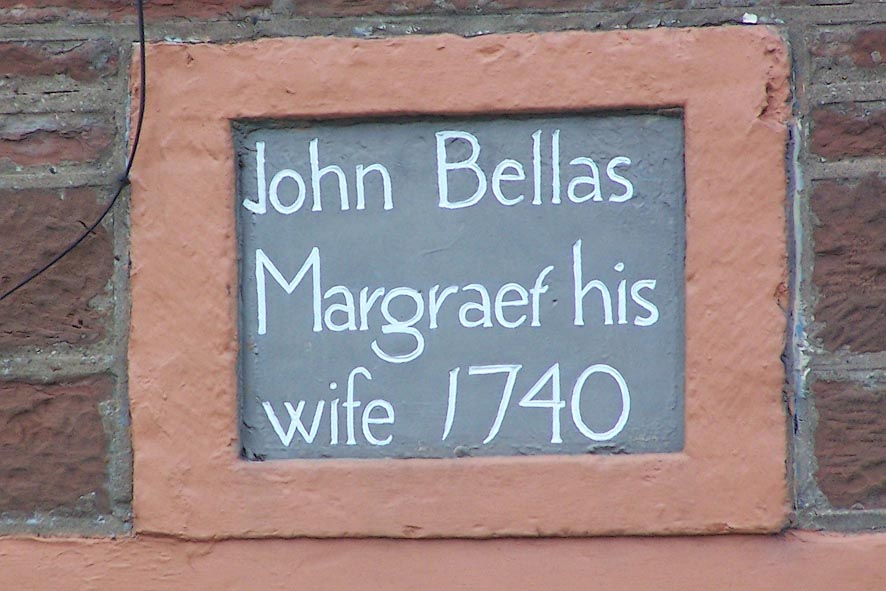 John Bellas
Margraef his
wife 1740